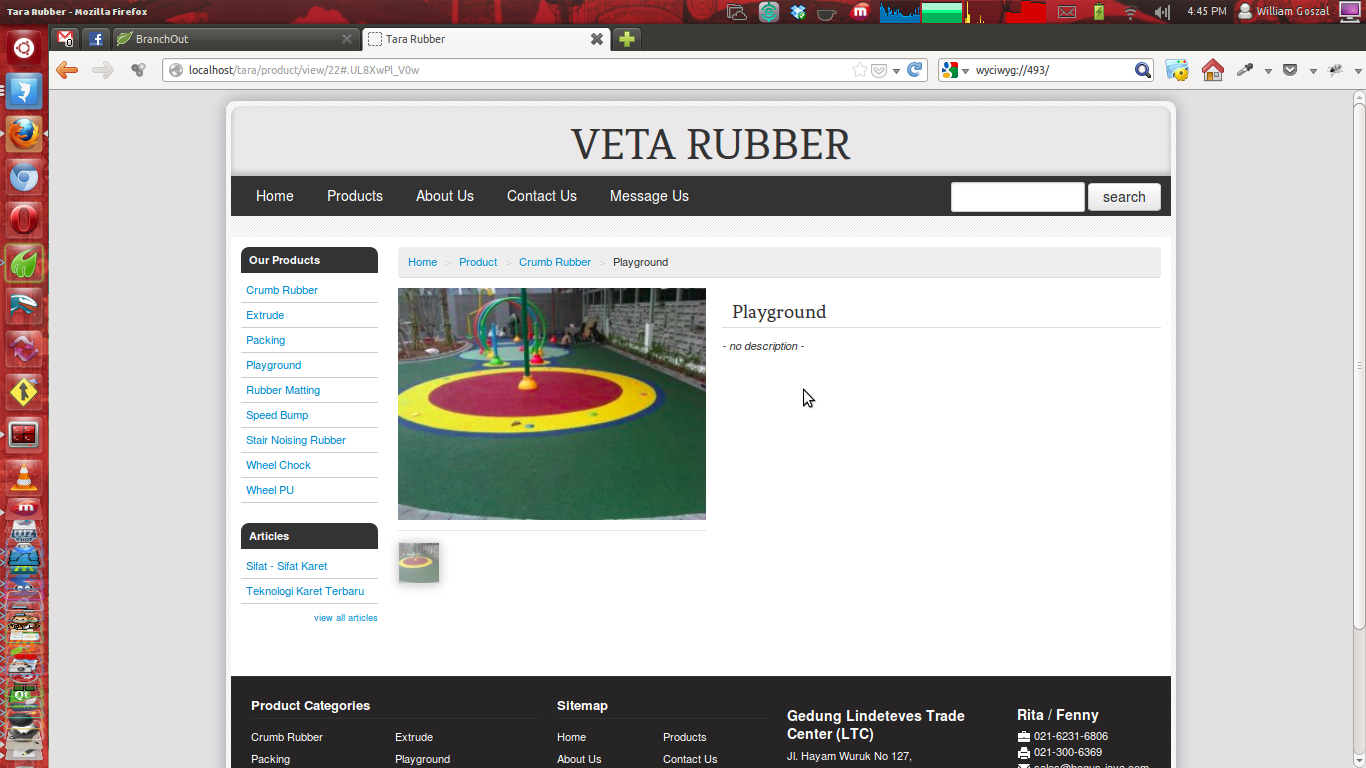 Tara Rubber - Mozilla Firefox
4:45 PM William Goszal
BranchOut
Tara Rubber
localhost/tara/product/view/22#.UL8XwPl_V0w
wyciwyg://493/
VETA RUBBER
Home Products About Us Contact Us Message Us
search
Our Products
Crumb Rubber
Extrude
Packing
Playground
Rubber Matting
Speed Bump
Stair Noising Rubber
Wheel Chock
Wheel PU
Articles
Sifat - Sifat Karet
Teknologi Karet Terbaru
view all articles
Home > Product > Crumb Rubber > Playground
Playground
- no description -
Product Categories
Crumb Rubber Extrude
Packing Playground
Sitemap
Home Products
About Us Contact Us
Gedung Lindeteves Trade
Center (LTC)
Jl. Hayam Wuruk No 127,
Rita / Fenny
021-6231-6806
021-300-6369